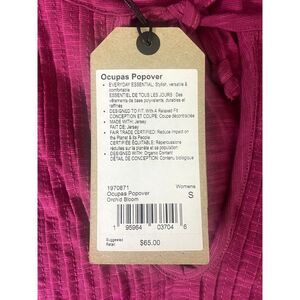 Ocupas Popover
• EVERYDAY ESSENTIAL: Stylish, versatile &
comfortable
ESSENTIEL DE TOUS LES JOURS : Des
vêtements de base polyvalents, durables et
raffinés
• DESIGNED TO FIT: With A Relaxed Fit
CONCEPTION ET COUPE: Coupe décontractée
• MADE WITH: Jersey
FAIT DE: Jersey
• FAIR TRADE CERTIFIED: Reduce Impact on
the Planet & its People
CERTIFIÉE ÉQUITABLE: Répercussions
réduites sur la planète et sa population
• DESIGNED WITH: Organic Content
DÉTAIL DE CONCEPTION: Contenu biologique
1970871 Womens
Ocupas Popover S
Orchid Bloom
1 95964 03704 6
Suggested
Retail $65.00